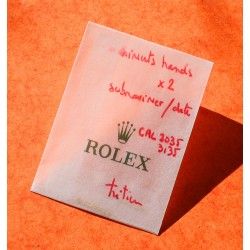 minuts hands
x 2
submariner/date
CAL 3035
3135
ROLEX
tritium